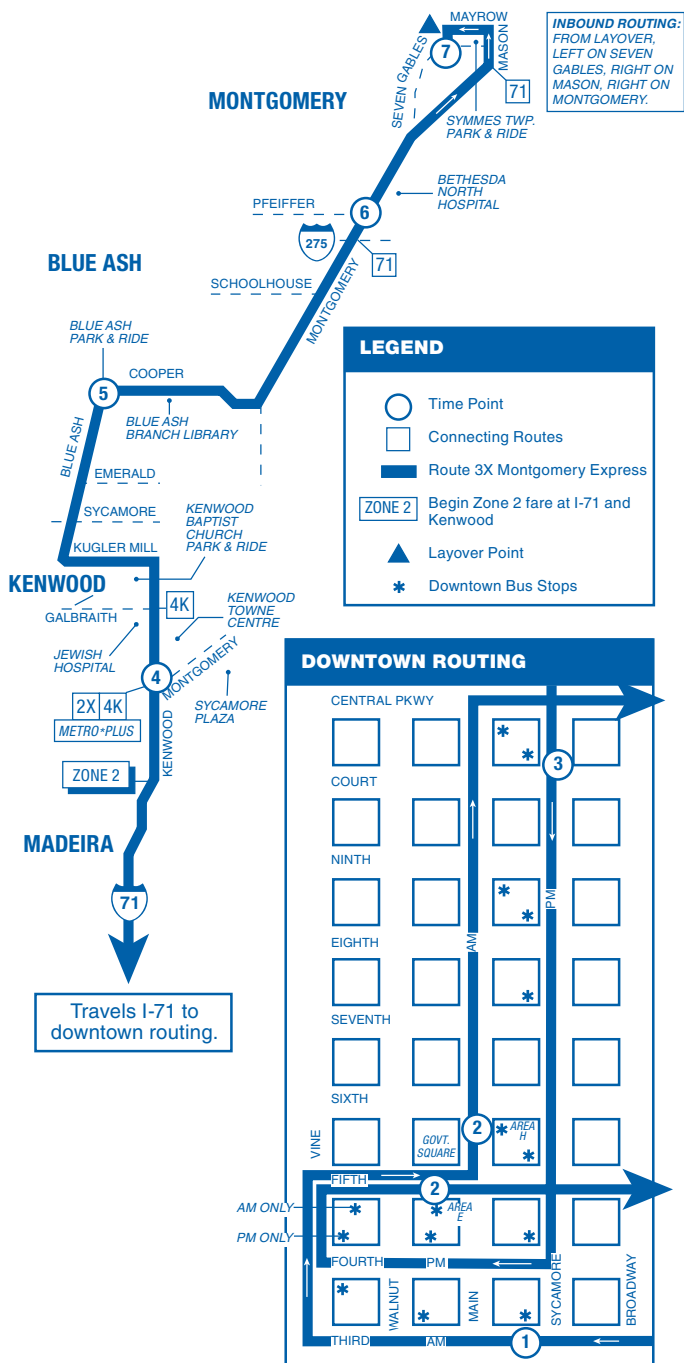 MAYROW
MASON
SEVEN GABLES
7
71
INBOUND ROUTING:
FROM LAYOVER,
LEFT ON SEVEN
GABLES, RIGHT ON
MASON, RIGHT ON
MONTGOMERY.
MONTGOMERY
SYMMES TWP.
PARK & RIDE
BETHESDA
NORTH
HOSPITAL
PFEIFFER
6
275
71
BLUE ASH
SCHOOLHOUSE
MONTGOMERY
BLUE ASH
PARK & RIDE
COOPER
5
BLUE ASH
BRANCH LIBRARY
BLUE ASH
EMERALD
SYCAMORE
KENWOOD
BAPTIST
CHURCH
PARK & RIDE
KUGLER MILL
KENWOOD
GALBRAITH
4K
KENWOOD
TOWNE
CENTRE
JEWISH
HOSPITAL
4
MONTGOMERY
SYCAMORE
PLAZA
2X 4K
METRO*PLUS
KENWOOD
ZONE 2
MADEIRA
71
Travels I-71 to
downtown routing.
LEGEND
Time Point
Connecting Routes
Route 3X Montgomery Express
ZONE 2 Begin Zone 2 fare at I-71 and
Kenwood
Layover Point
* Downtown Bus Stops
DOWNTOWN ROUTING
CENTRAL PKWY
* *
3
COURT
NINTH
* *
PM
AM
EIGHTH
*
SEVENTH
SIXTH
VINE
GOVT.
SQUARE
2
* AREA
H
*
FIFTH
2
AM ONLY *
* AREA
E
PM ONLY *
* *
FOURTH PM
*
WALNUT
*
MAIN
*
SYCAMORE
BROADWAY
THIRD AM
1